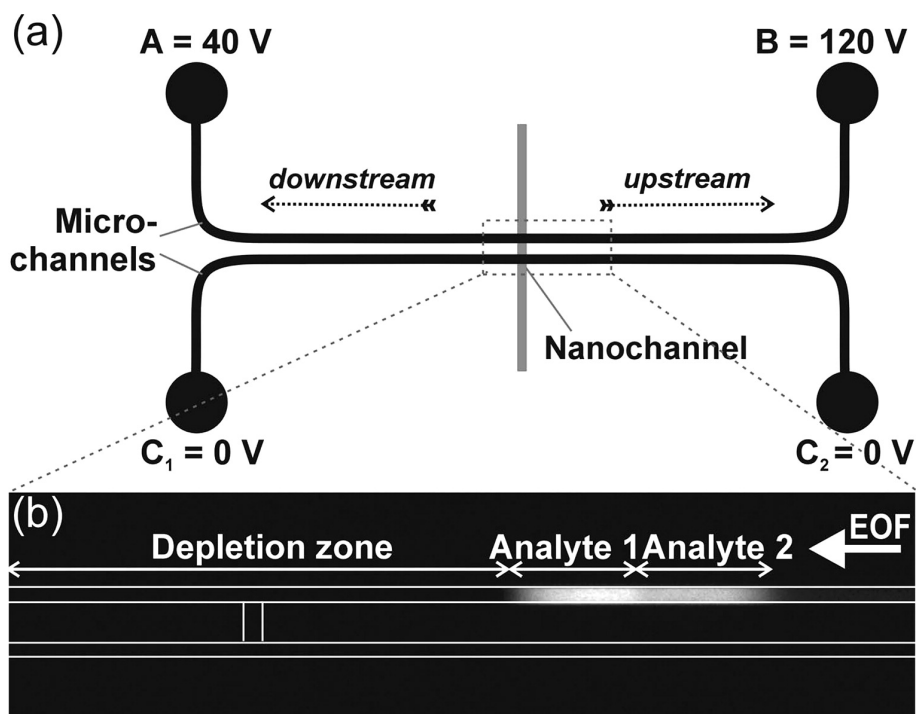 (a)
A = 40 V
B = 120 V
downstream
upstream
Micro-
channels
Nanochannel
C₁ = 0 V
C₂ = 0 V
(b)
EOF
Depletion zone
Analyte 1
Analyte 2